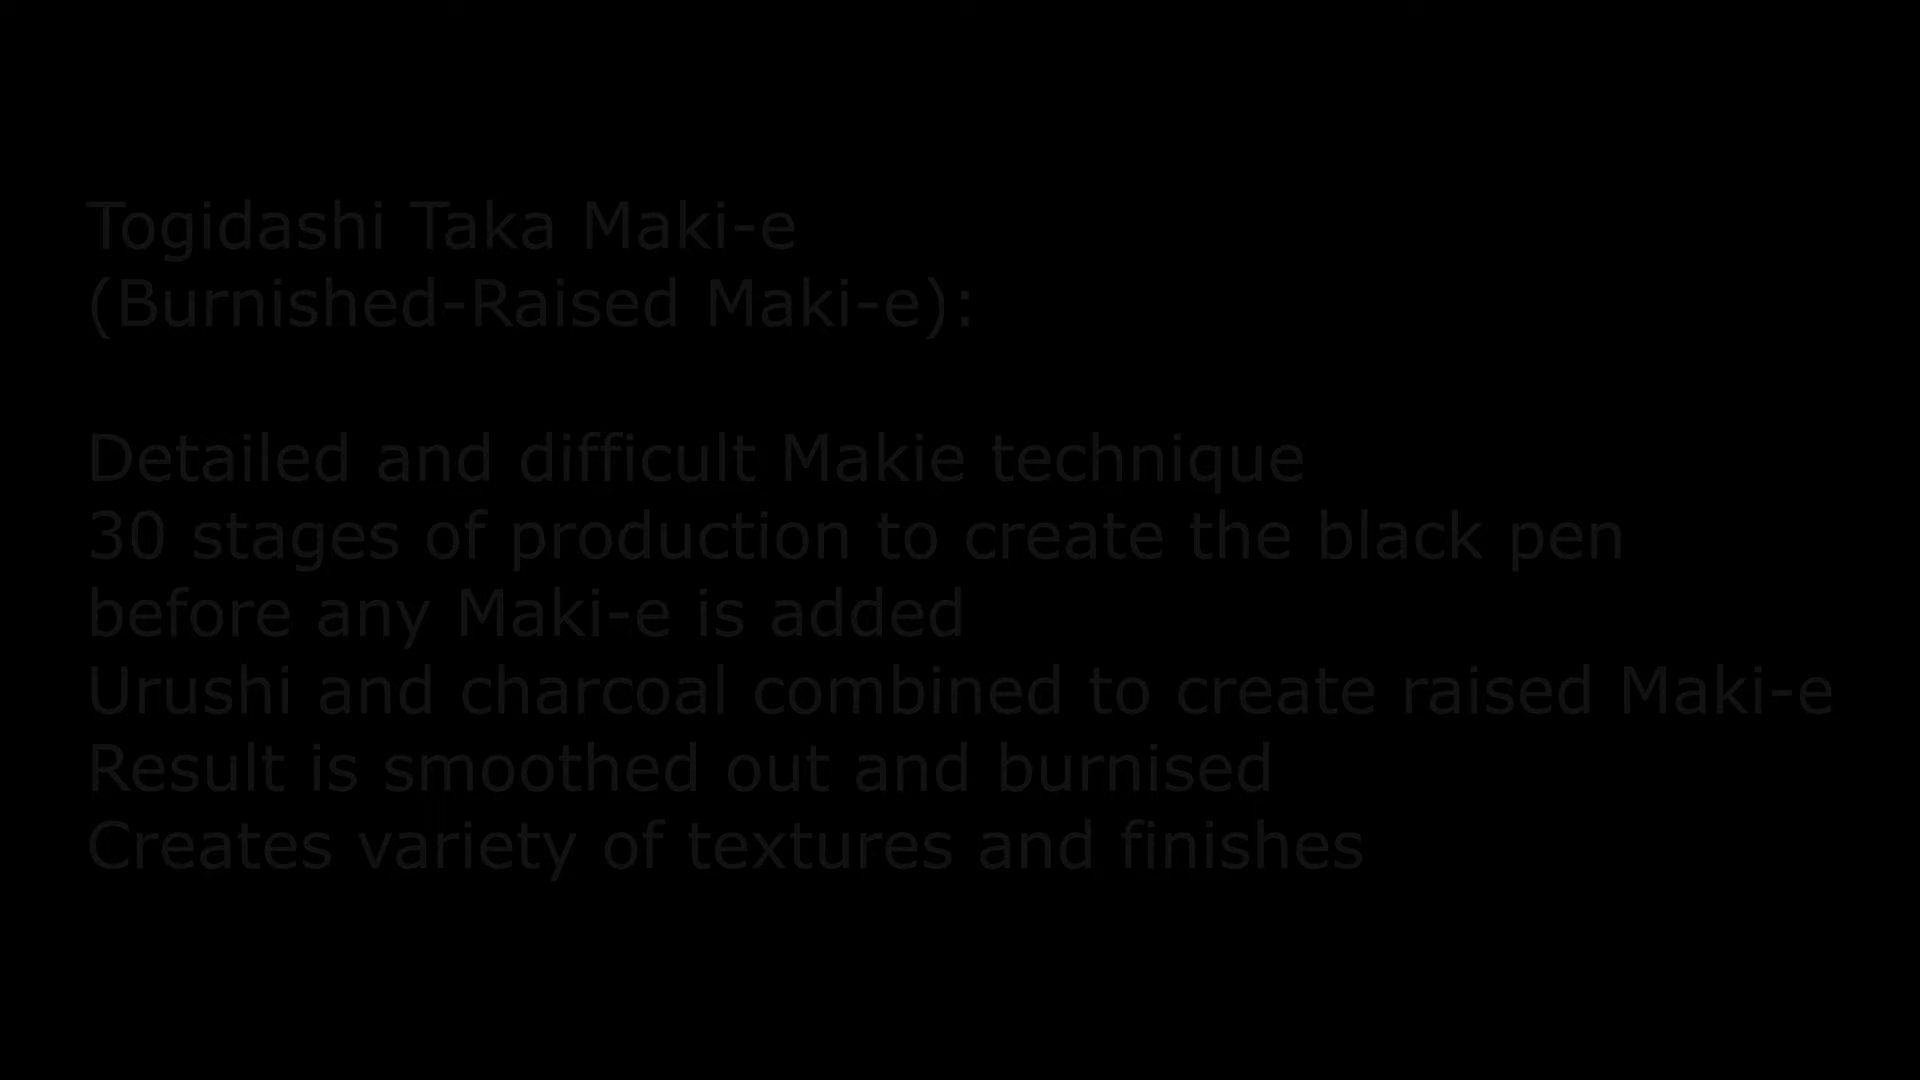 Togidashi Taka Maki-e
(Burnished-Raised Maki-e):
Detailed and difficult Makie technique
30 stages of production to create the black pen
before any Maki-e is added
Urushi and charcoal combined to create raised Maki-e
Result is smoothed out and burnised
Creates variety of textures and finishes